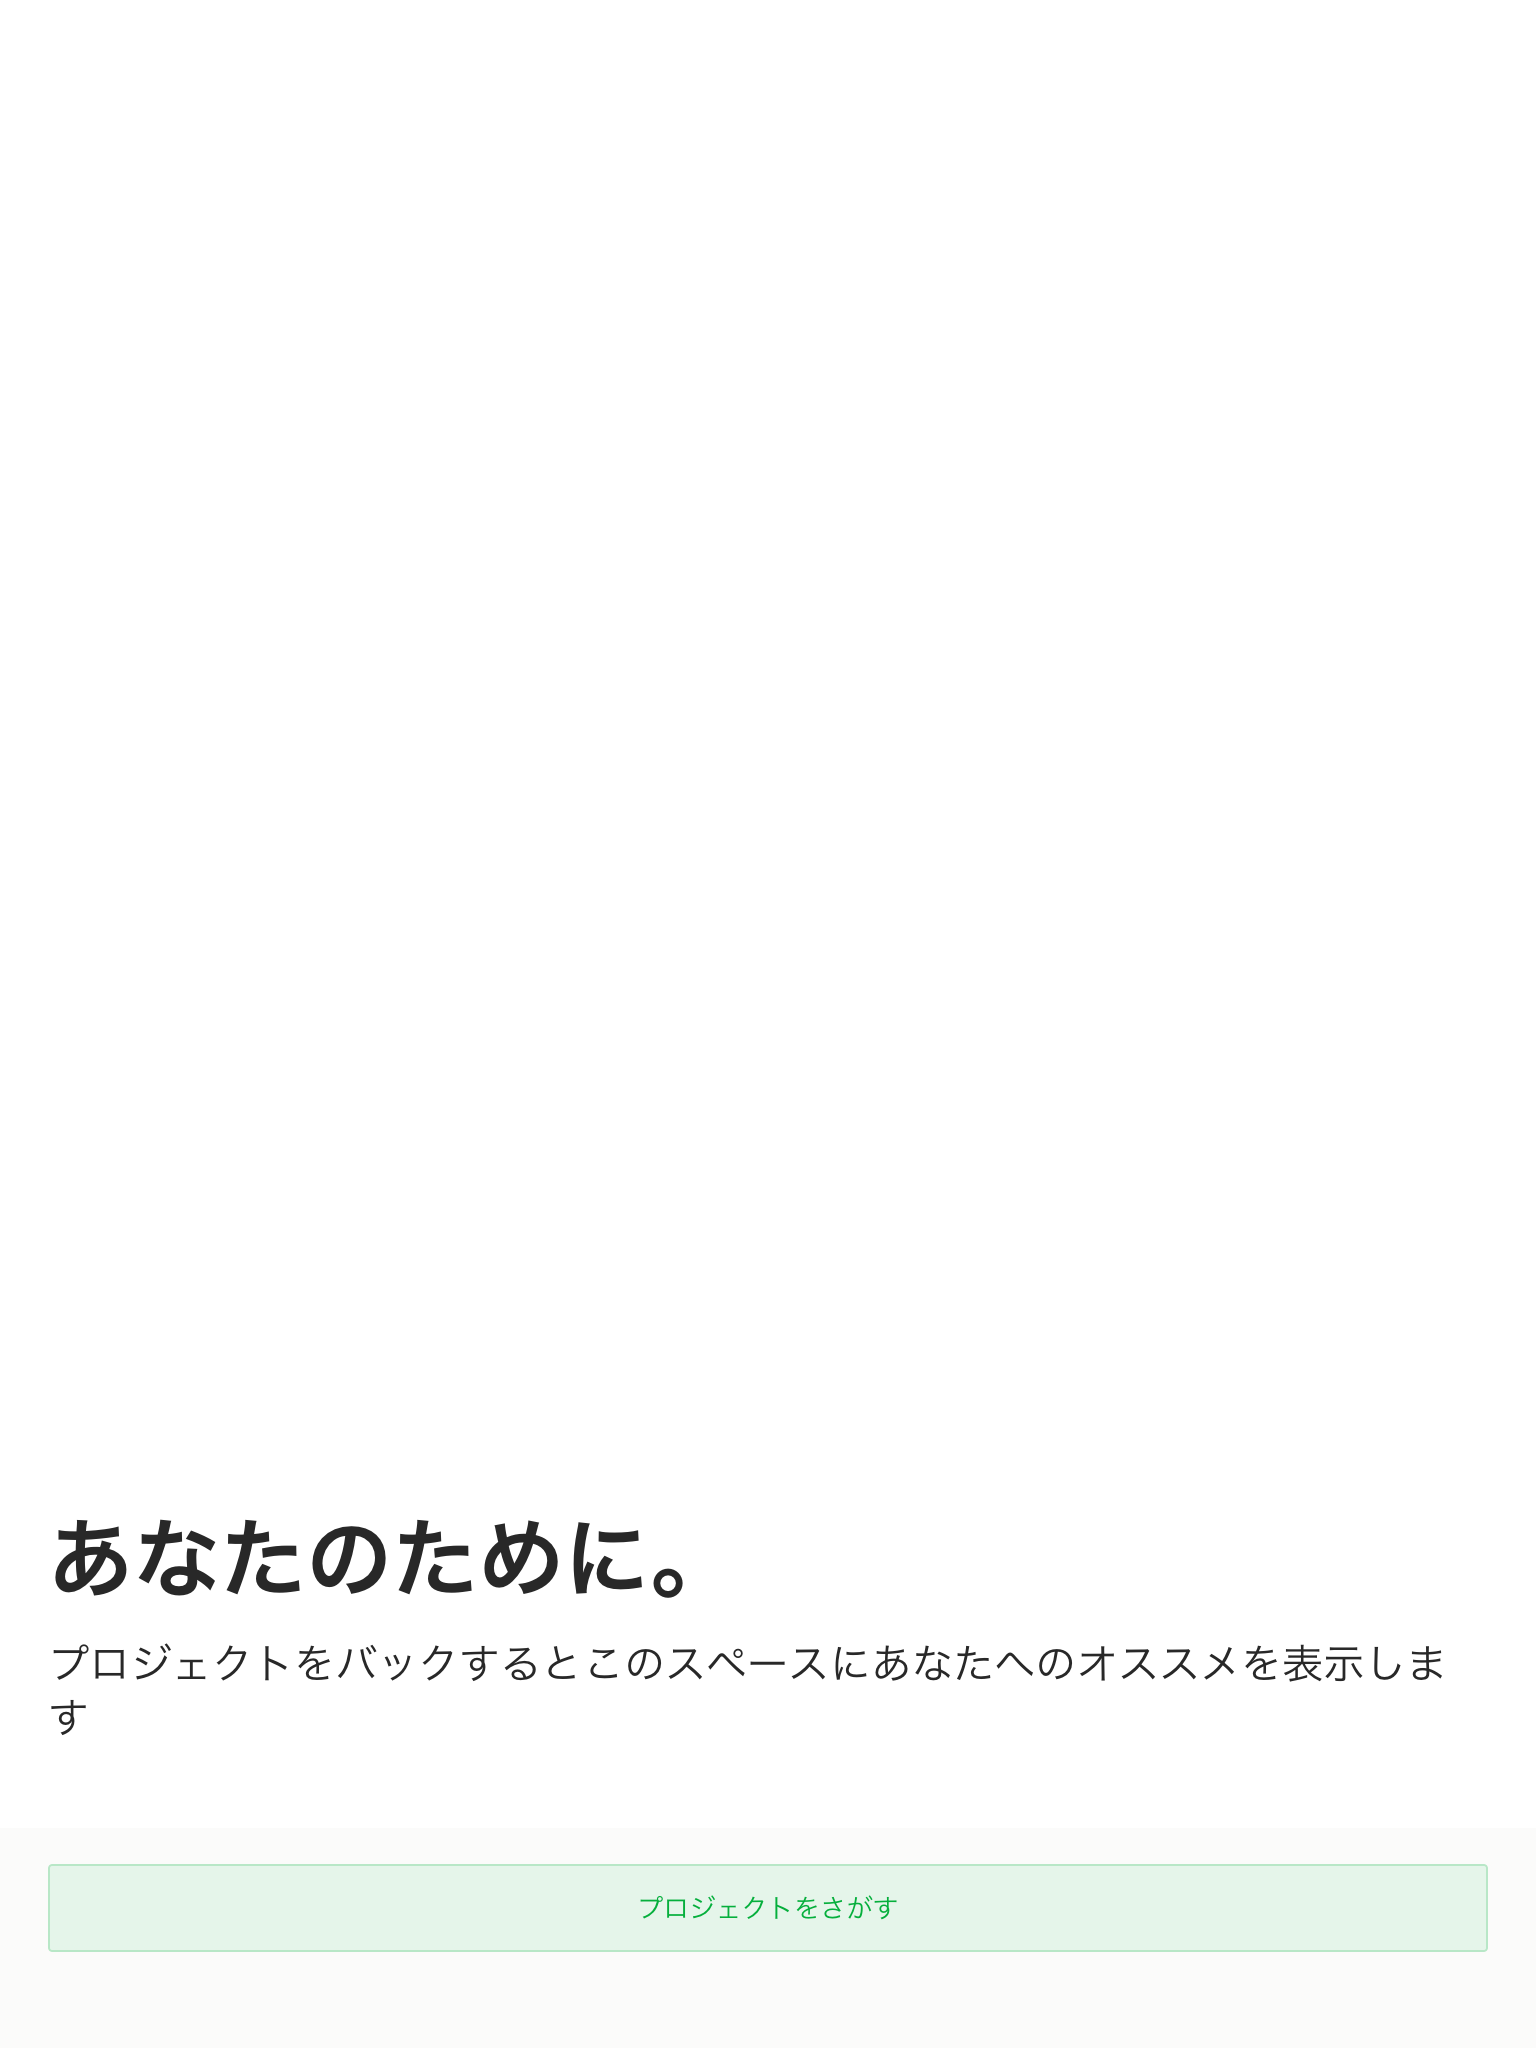 あなたのために。
プロジェクトをバックするとこのスペースにあなたへのオススメを表示しま
す
プロジェクトをさがす